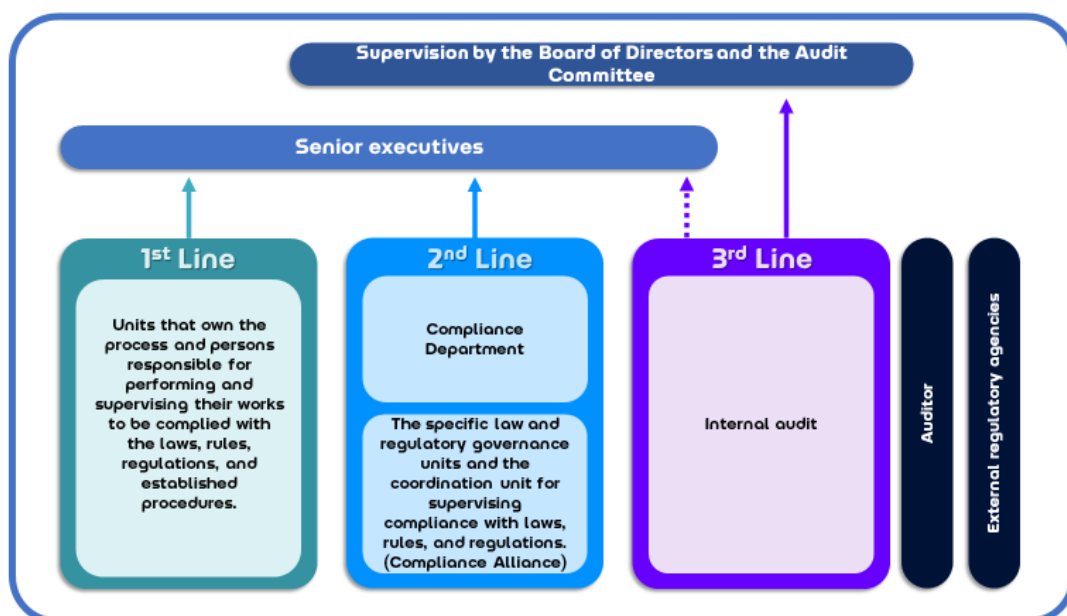 Supervision by the Board of Directors and the Audit
Committee
Senior executives
1st Line
Units that own the
process and persons
responsible for
performing and
supervising their works
to be complied with
the laws, rules,
regulations, and
established
procedures.
2nd Line
Compliance
Department
The specific law and
regulatory governance
units and the
coordination unit for
supervising
compliance with laws,
rules, and regulations.
(Compliance Alliance)
3rd Line
Internal audit
Auditor
External regulatory agencies